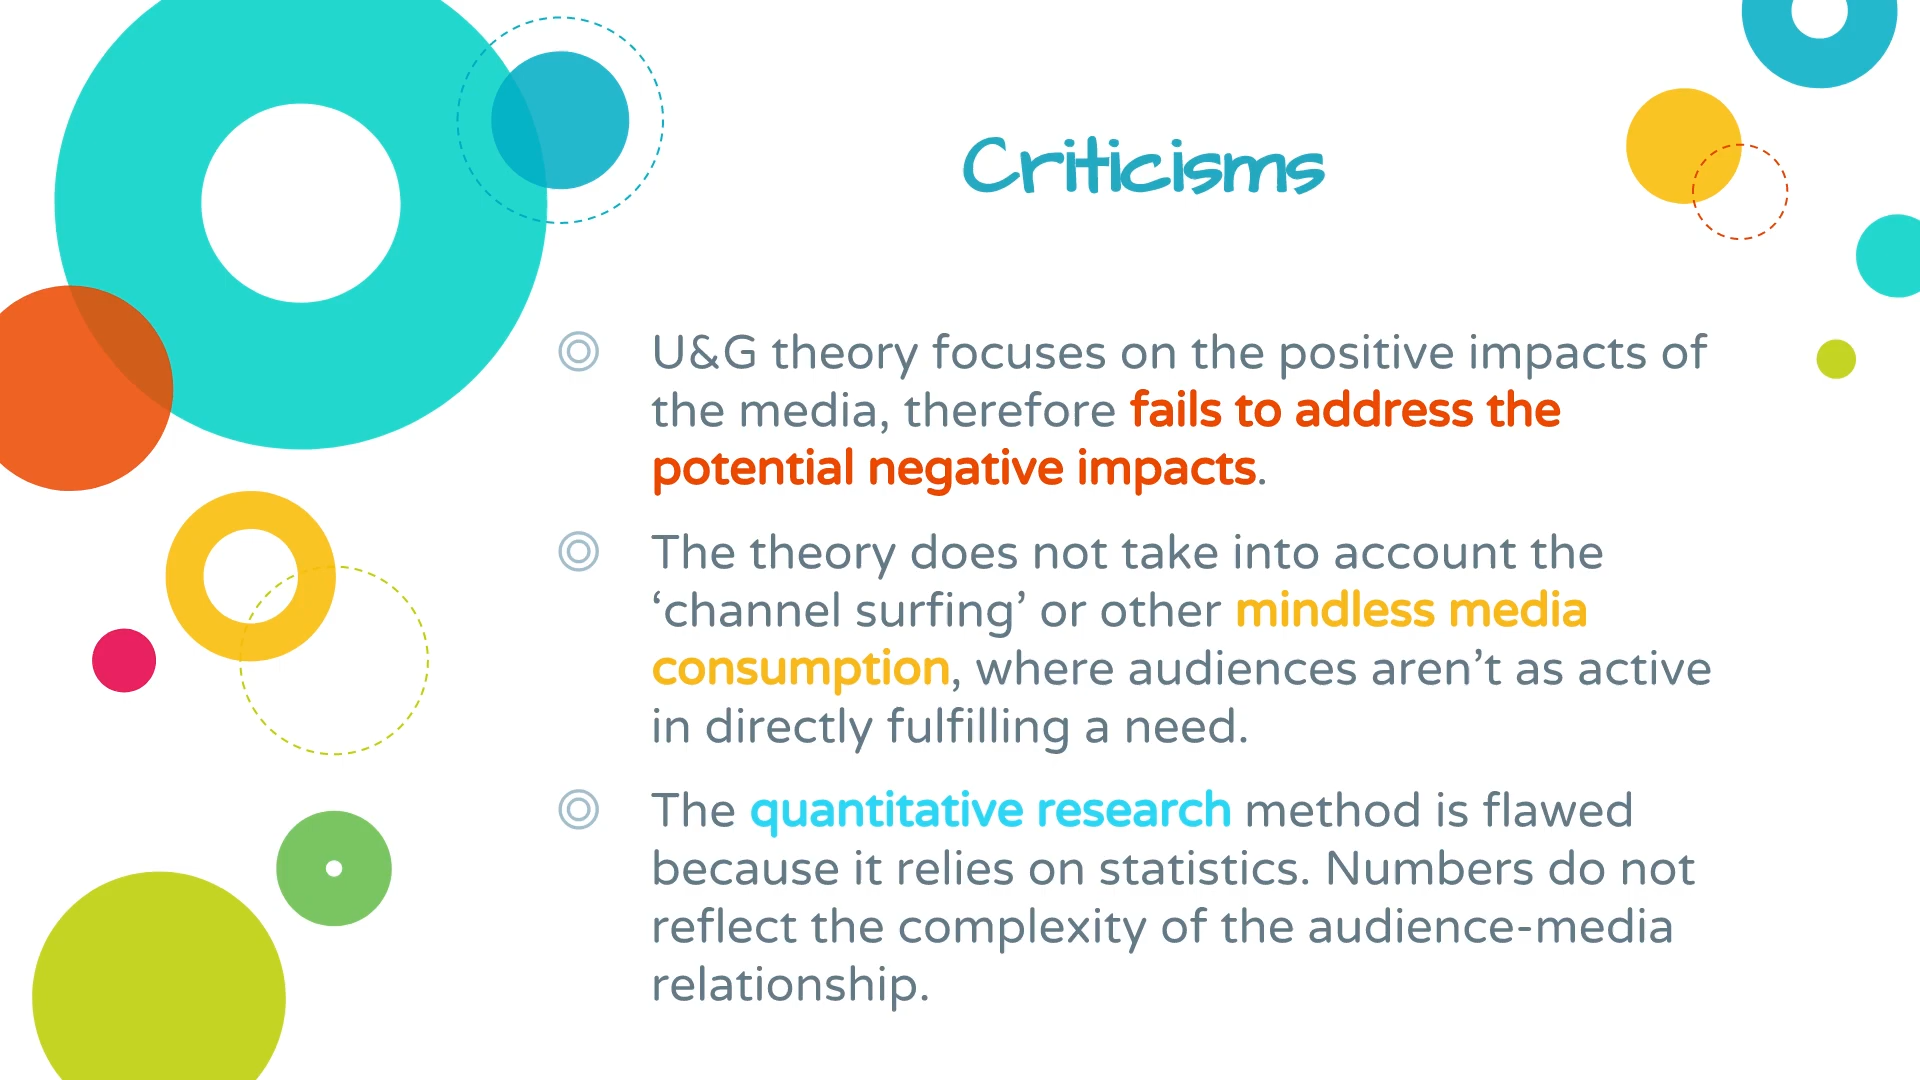 Criticisms
U&G theory focuses on the positive impacts of
the media, therefore fails to address the
potential negative impacts.
The theory does not take into account the
‘channel surfing’ or other mindless media
consumption, where audiences aren’t as active
in directly fulfilling a need.
The quantitative research method is flawed
because it relies on statistics. Numbers do not
reflect the complexity of the audience-media
relationship.